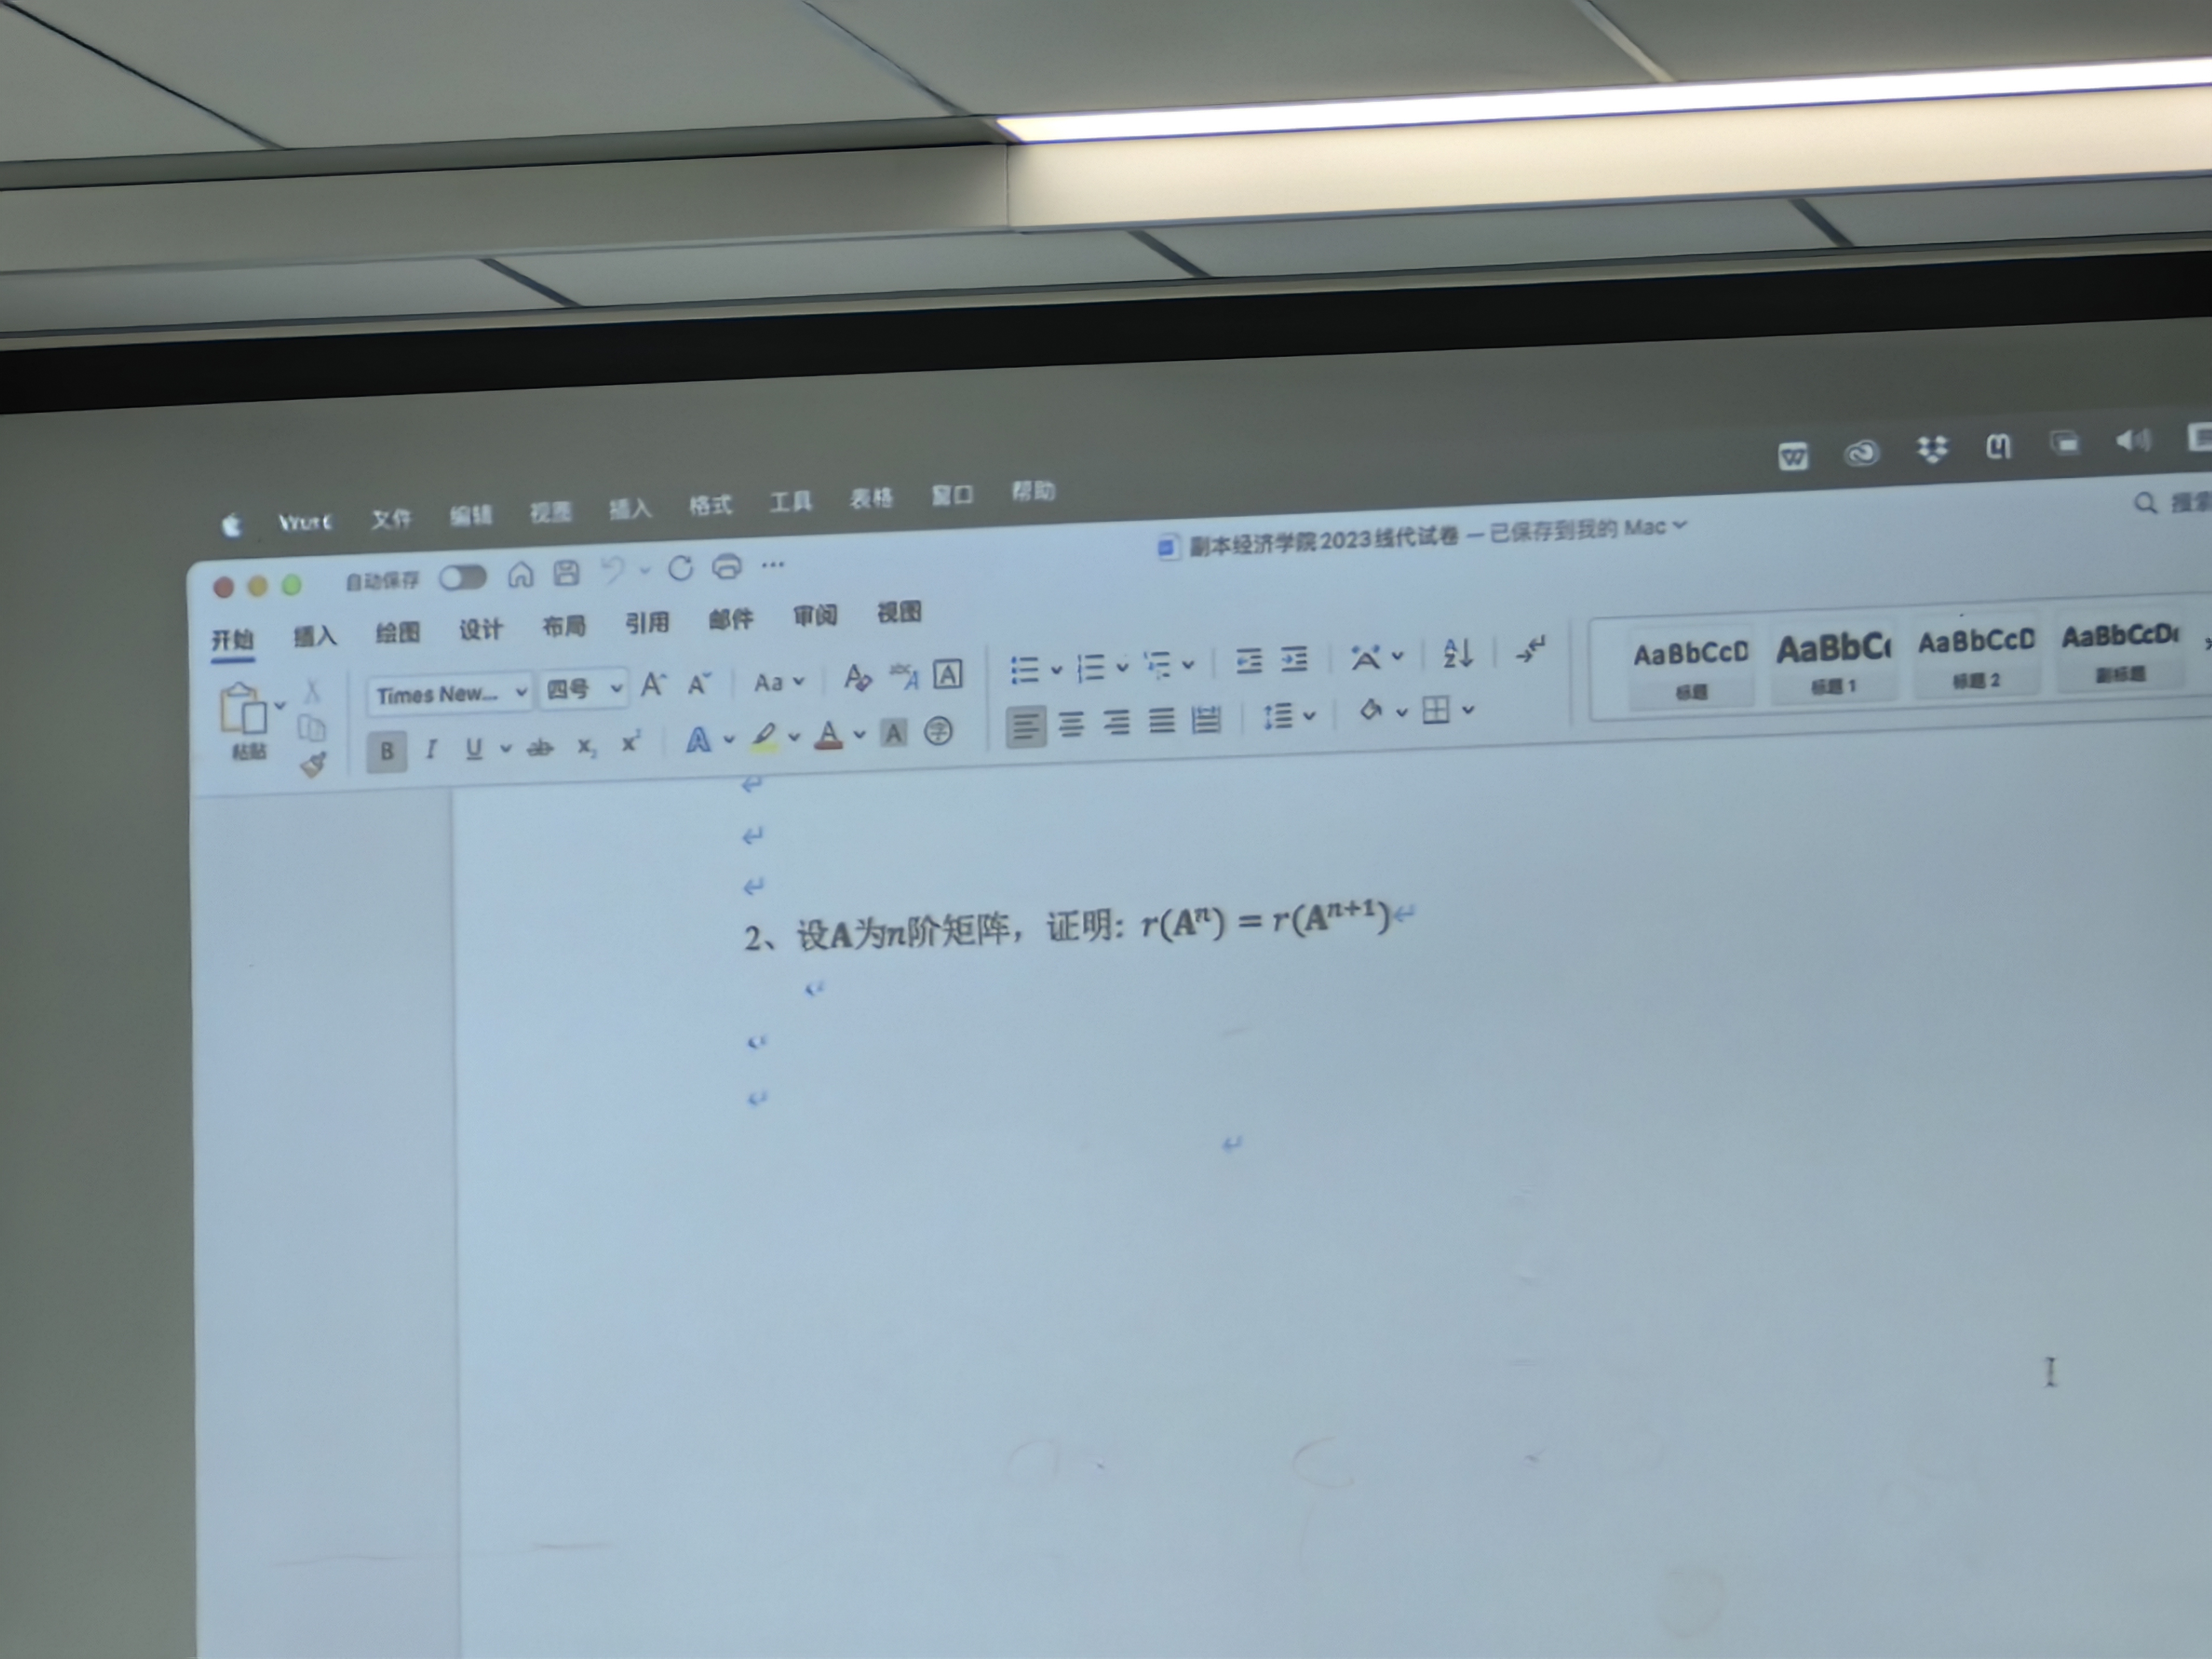 Word 文件 编辑 视图 插入 格式 工具 表格 窗口 帮助
自动保存 副本经济学院2023线代试卷 — 已保存到我的 Mac 搜索
开始 插入 绘图 设计 布局 引用 邮件 审阅 视图
粘贴 Times New... 四号 Aa
AaBbCcD AaBbC AaBbCcD AaBbCcD
标题 标题 1 标题 2 副标题
2、设A为n阶矩阵，证明: r(Aⁿ) = r(Aⁿ⁺¹)